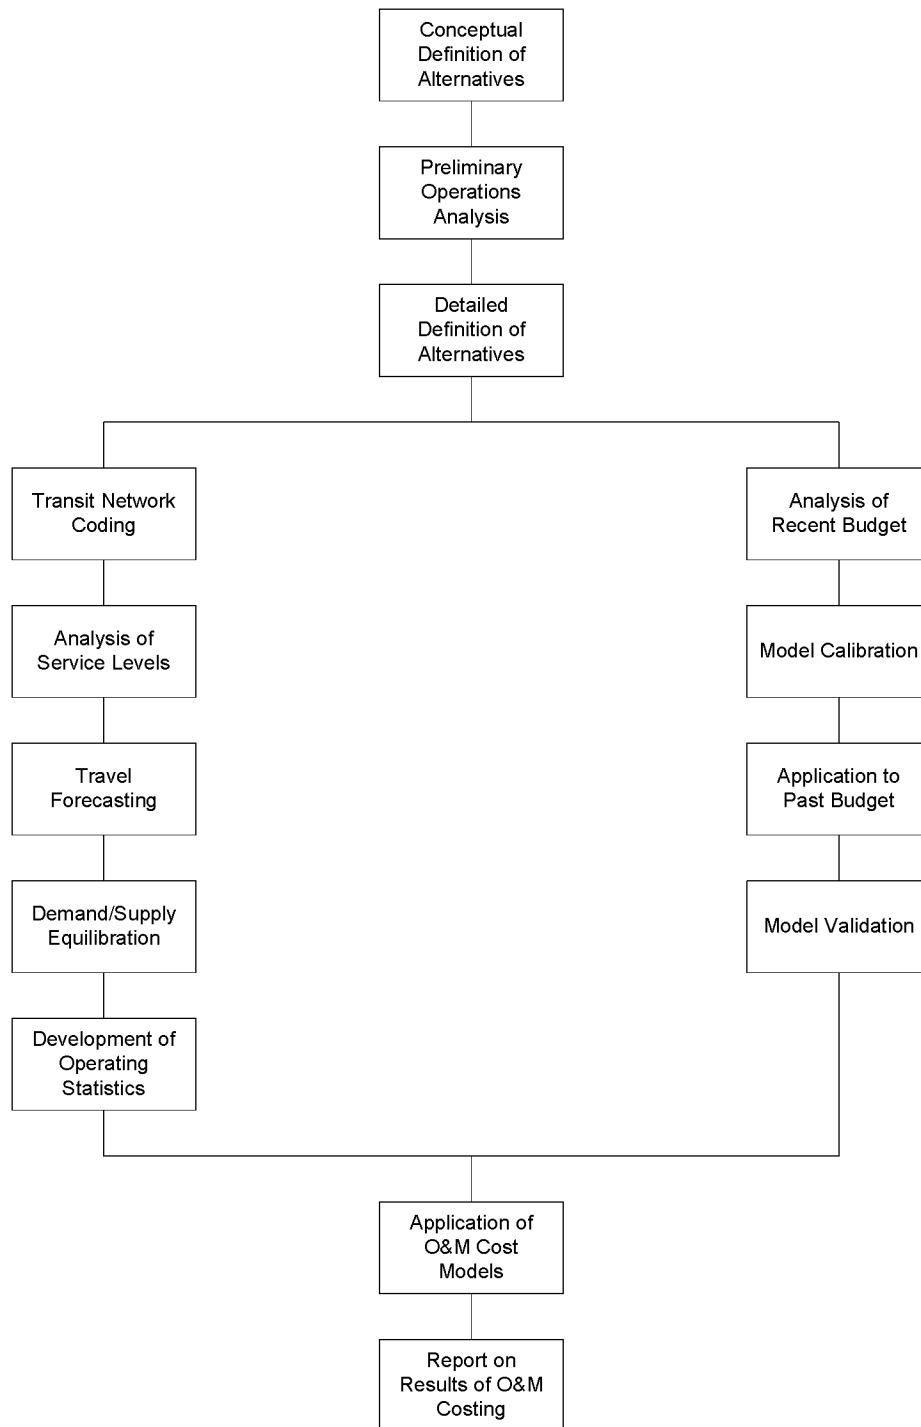 Conceptual
Definition of
Alternatives
Preliminary
Operations
Analysis
Detailed
Definition of
Alternatives
Transit Network
Coding
Analysis of
Service Levels
Travel
Forecasting
Demand/Supply
Equilibration
Development of
Operating
Statistics
Analysis of
Recent Budget
Model Calibration
Application to
Past Budget
Model Validation
Application of
O&M Cost
Models
Report on
Results of O&M
Costing